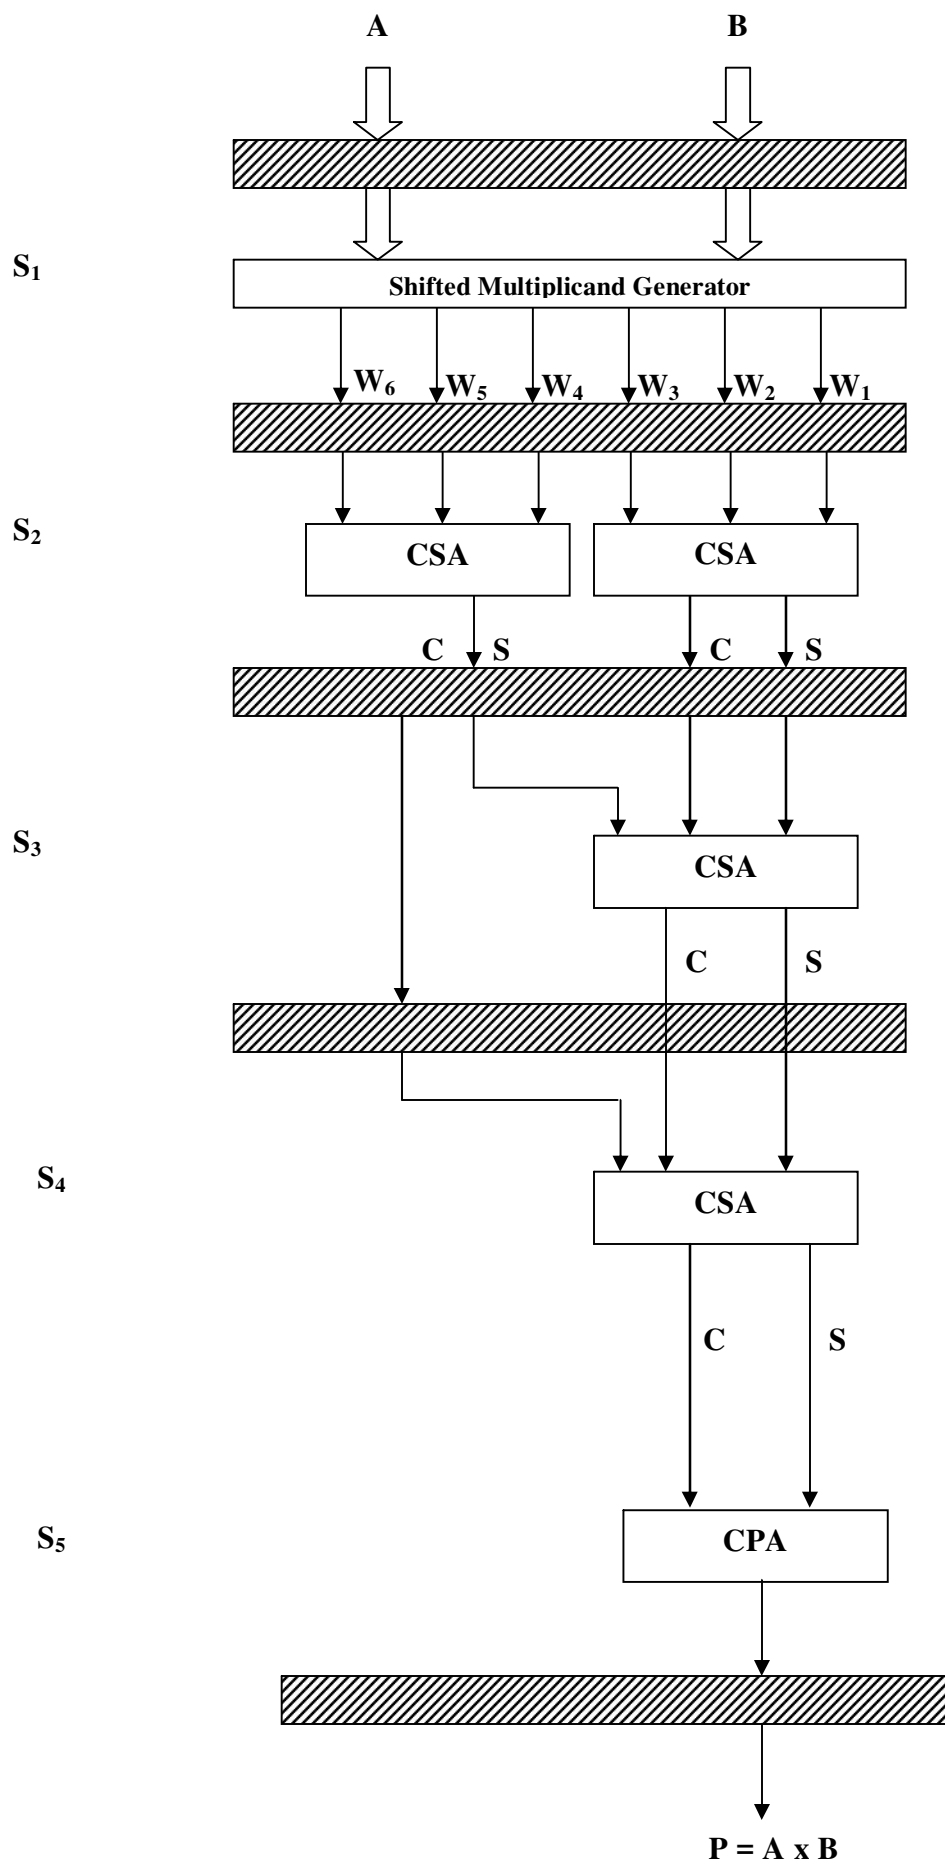 A B
S₁
Shifted Multiplicand Generator
W₆ W₅ W₄ W₃ W₂ W₁
S₂
CSA CSA
C S C S
S₃
CSA
C S
S₄
CSA
C S
S₅
CPA
P = A x B